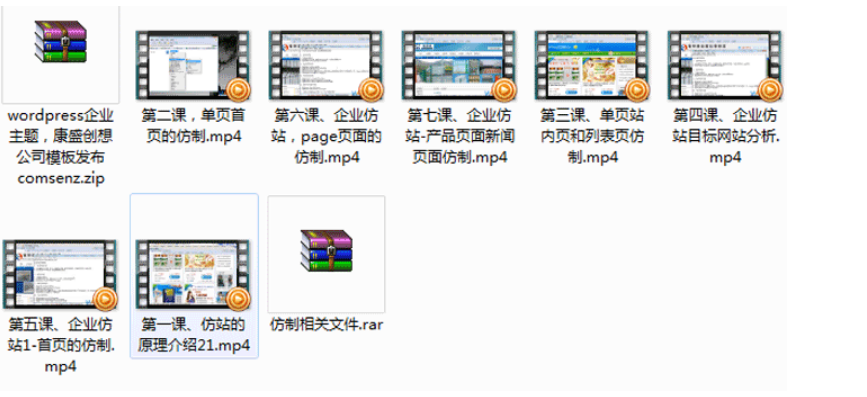 wordpress企业
主题，康盛创想
公司模板发布
comsenz.zip
第二课，单页首
页的仿制.mp4
第六课、企业仿
站，page页面的
仿制.mp4
第七课、企业仿
站-产品页面新闻
页面仿制.mp4
第三课、单页站
内页和列表页仿
制.mp4
第四课、企业仿
站目标网站分析.
mp4
第五课、企业仿
站1-首页的仿制.
mp4
第一课、仿站的
原理介绍21.mp4
仿制相关文件.rar